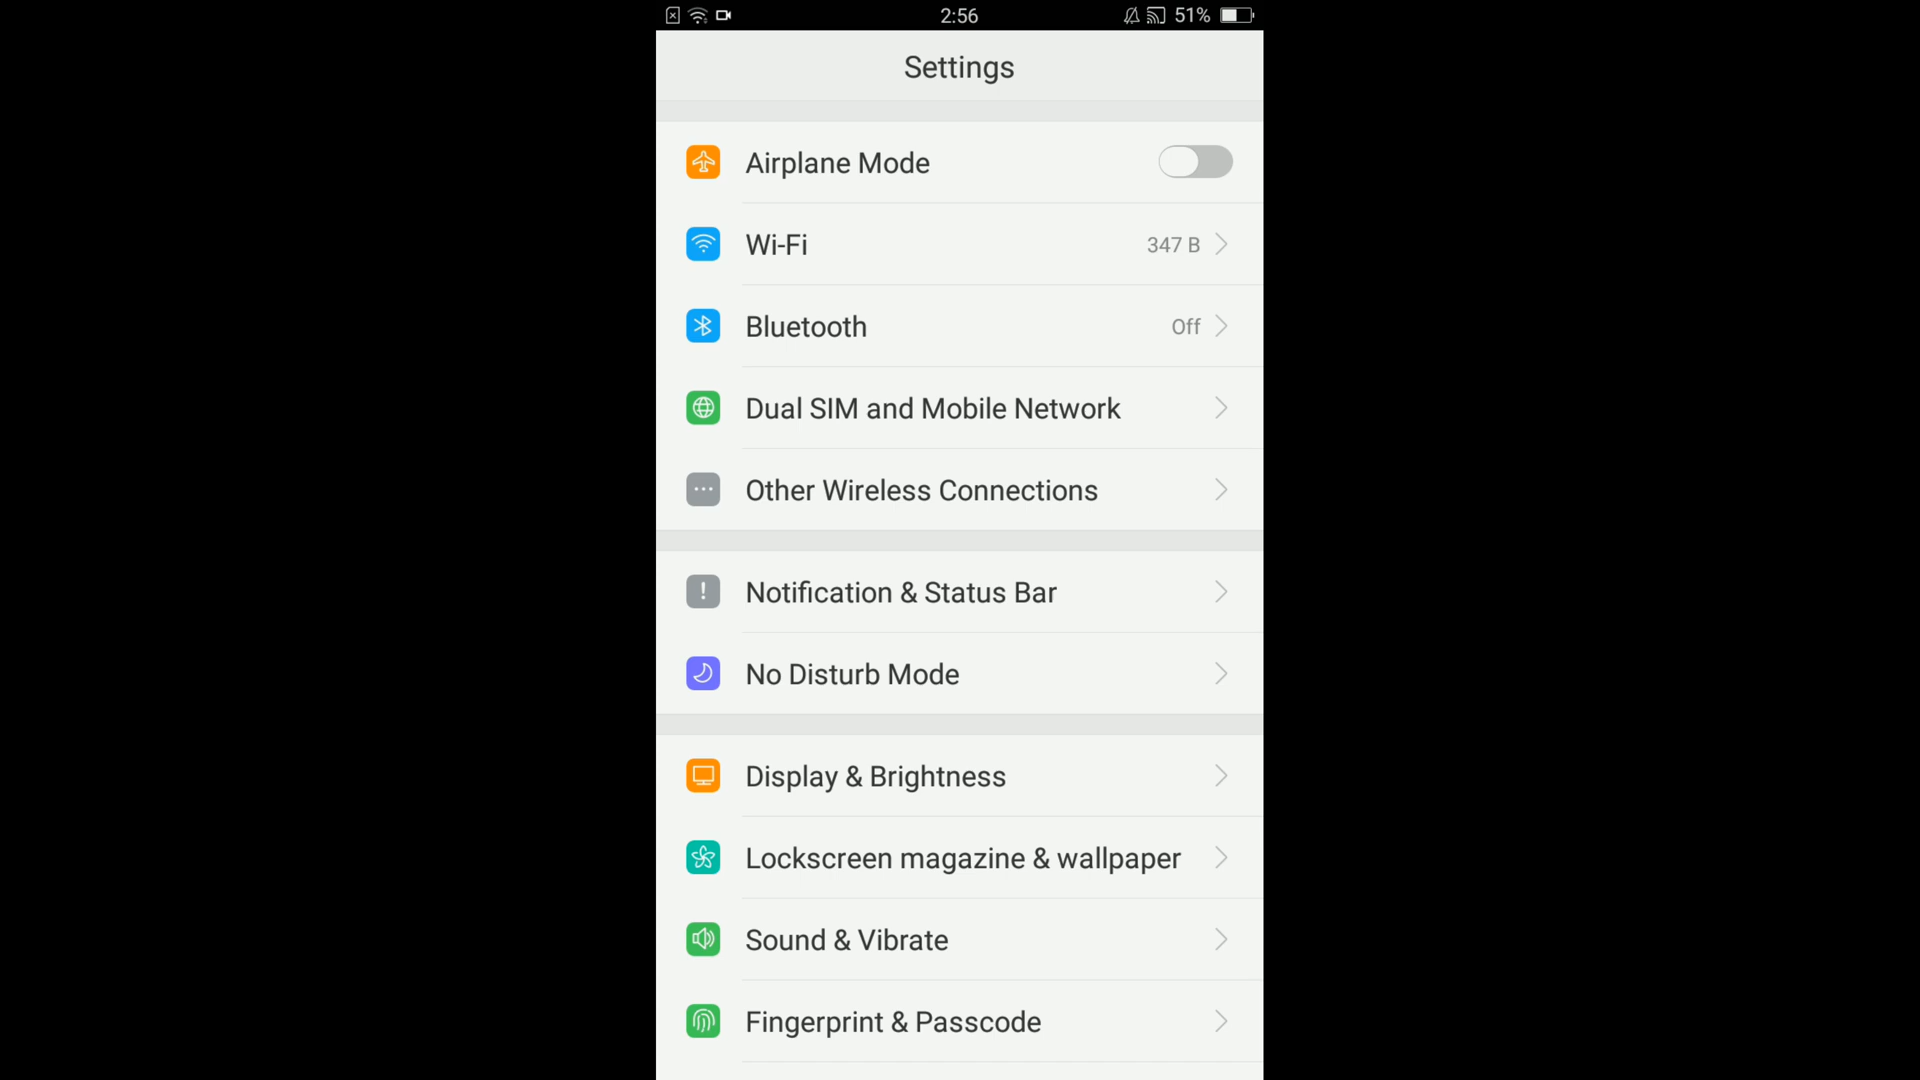 2:56
51%
Settings
Airplane Mode
Wi-Fi 347 B
Bluetooth Off
Dual SIM and Mobile Network
Other Wireless Connections
Notification & Status Bar
No Disturb Mode
Display & Brightness
Lockscreen magazine & wallpaper
Sound & Vibrate
Fingerprint & Passcode